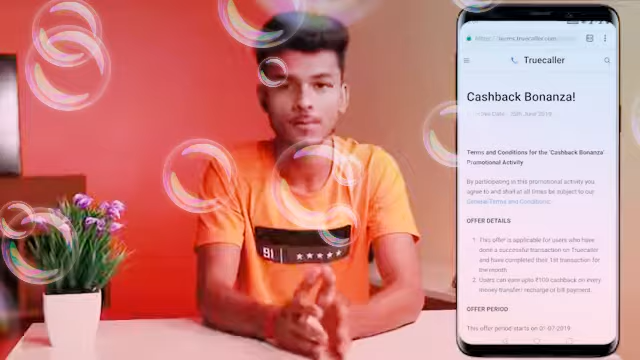 91 ★★★★★
Truecaller
Cashback Bonanza!
Terms and Conditions for the 'Cashback Bonanza'
Promotional Activity
By participating in this promotional activity you
agree to and shall at all times be subject to our
General Terms and Conditions.
OFFER DETAILS
1. This offer is applicable for users who have
done a successful transaction on Truecaller
and have completed their 1st transaction for
the month
2. Users can earn upto ₹100 cashback on every
money transfer, recharge or bill payment.
OFFER PERIOD
This offer period starts on 01-07-2019